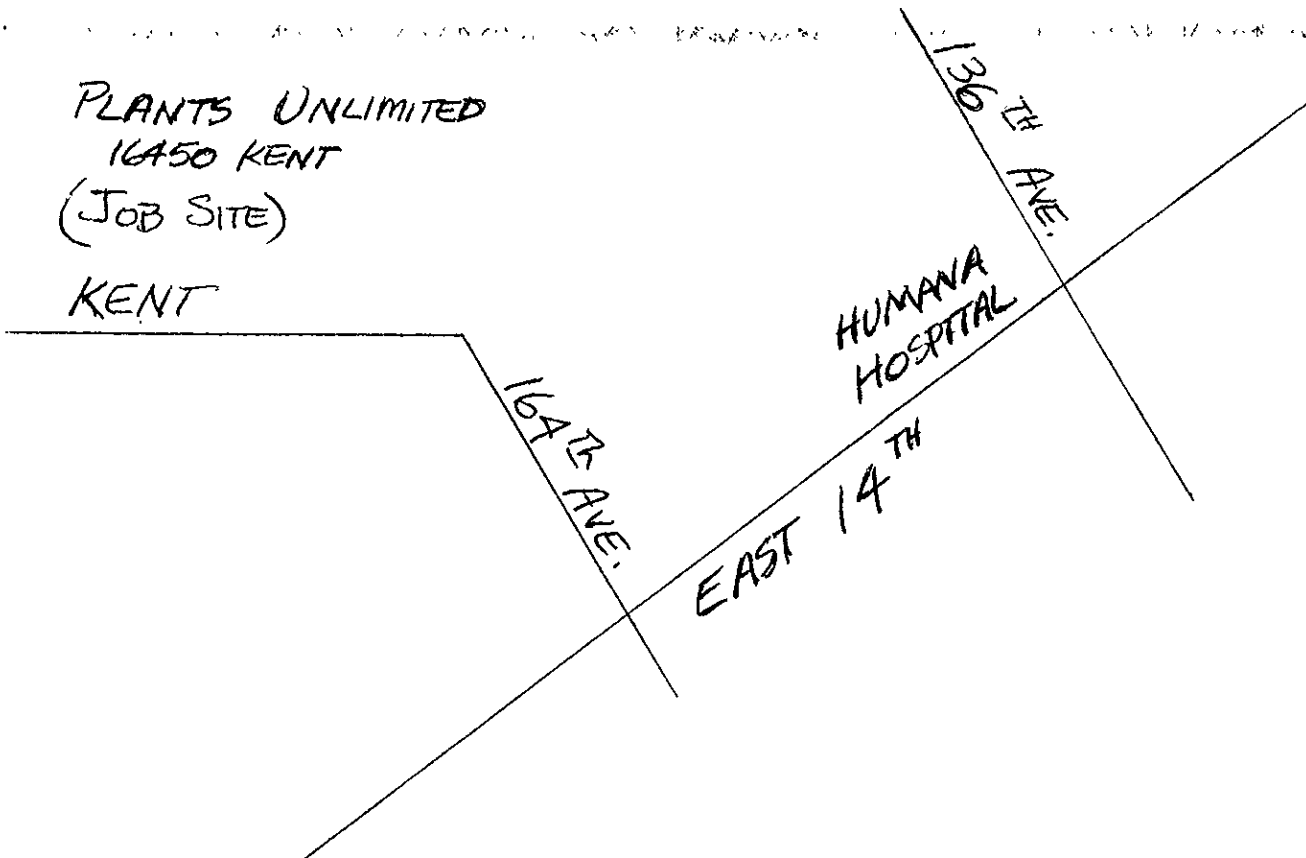 PLANTS UNLIMITED
16450 KENT
(JOB SITE)
KENT
136TH AVE.
HUMANA
HOSPITAL
164TH AVE.
EAST 14TH